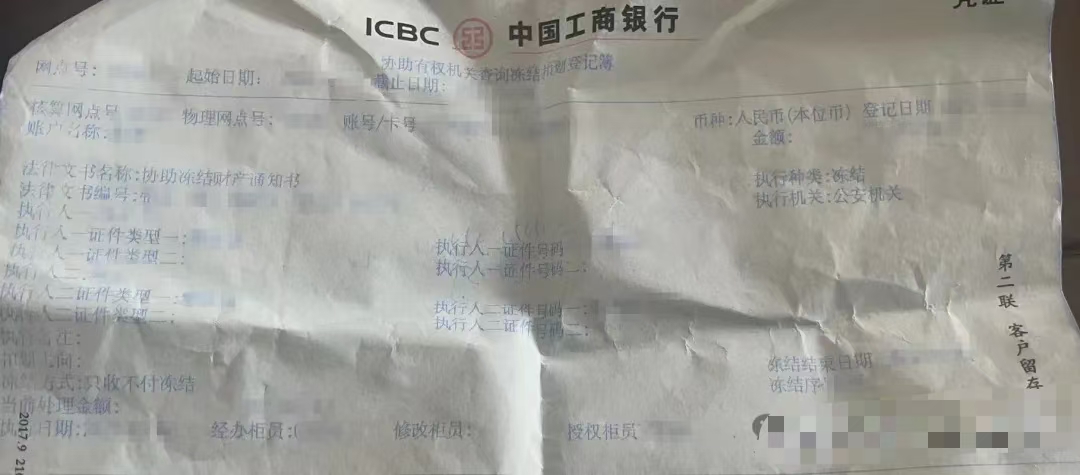 ICBC 中国工商银行
凭证
协助有权机关查询冻结扣划登记簿
网点号: 起始日期: 截止日期:
核算网点号 物理网点号: 账号/卡号 币种:人民币(本位币) 登记日期
账户名称: 金额:
法律文书名称:协助冻结财产通知书 执行种类:冻结
法律文书编号: 执行机关:公安机关
执行人一
执行人一证件类型一: 执行人一证件号码
执行人一证件类型二: 执行人一证件号码二:
执行人二:
执行人二证件类型一: 执行人二证件号码一:
执行人二证件类型二: 执行人二证件号码二:
冻结结束日期
冻结方式:只收不付冻结 冻结序
当前处理金额:
执行日期: 经办柜员: 修改柜员: 授权柜员
第二联 客户留存
2017.9